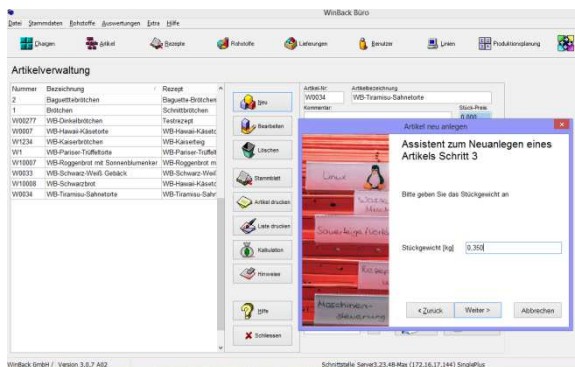 WinBack Büro
Datei Stammdaten Rohstoffe Auswertungen Extra Hilfe
Chargen Artikel Rezepte Rohstoffe Lieferungen Benutzer Linien Produktionsplanung
Artikelverwaltung
Nummer Bezeichnung / Rezept
2 Baguettebrötchen Baguette-Brötchen
1 Brötchen Schnittbrötchen
W00277 WB-Dinkelbrötchen Testrezept
W0007 WB-Hawaii-Käsetorte WB-Hawaii-Käseto
W1234 WB-Kaiserbrötchen WB-Kaiserteig
W1 WB-Pariser-Trüffeltorte WB-Pariser-Trüffelt
W10007 WB-Roggenbrot mit Sonnenblumenker WB-Roggenbrot m
W0033 WB-Schwarz-Weiß Gebäck WB-Schwarz-Weiß
W10008 WB-Schwarzbrot WB-Hawaii-Käseto
W0034 WB-Tiramisu-Sahnetorte WB-Tiramisu-Sahr
Neu
Bearbeiten
Löschen
Stammblatt
Artikel drucken
Liste drucken
Kalkulation
Hinweise
Hilfe
Schliessen
Artikel-Nr. Artikelbezeichnung
W0034 WB-Tiramisu-Sahnetorte
Kommentar: Stück-Preis:
0,000
Artikel neu anlegen
Assistent zum Neuanlegen eines
Artikels Schritt 3
Linux
Bitte geben Sie das Stückgewicht an
Stückgewicht [kg] 0,350
Maschinen-
steuerung
< Zurück Weiter > Abbrechen
WinBack GmbH / Version 3.0.7 A02 Schnittstelle Server3.23.48-Max (172.16.17.144) SinglePlus